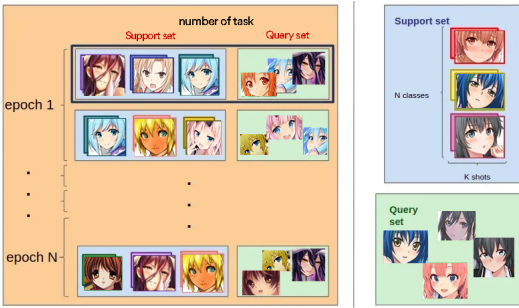 number of task
Support set
Query set
epoch 1
epoch N
Support set
N classes
K shots
Query
set